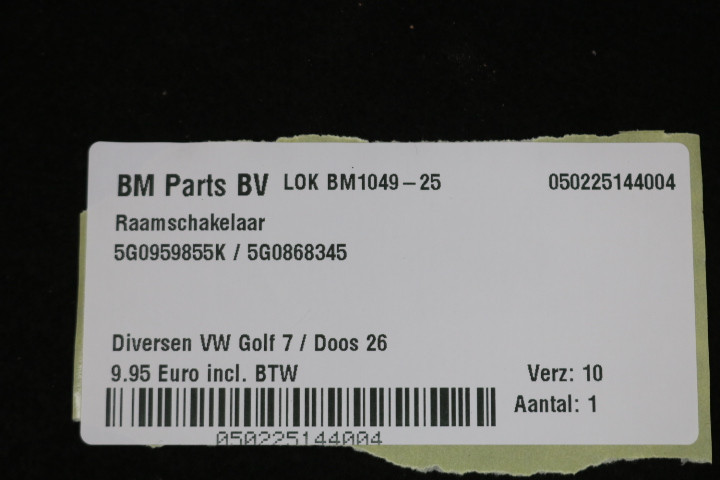 BM Parts BV LOK BM1049-25 050225144004
Raamschakelaar
5G0959855K / 5G0868345
Diversen VW Golf 7 / Doos 26
9.95 Euro incl. BTW Verz: 10
Aantal: 1
050225144004